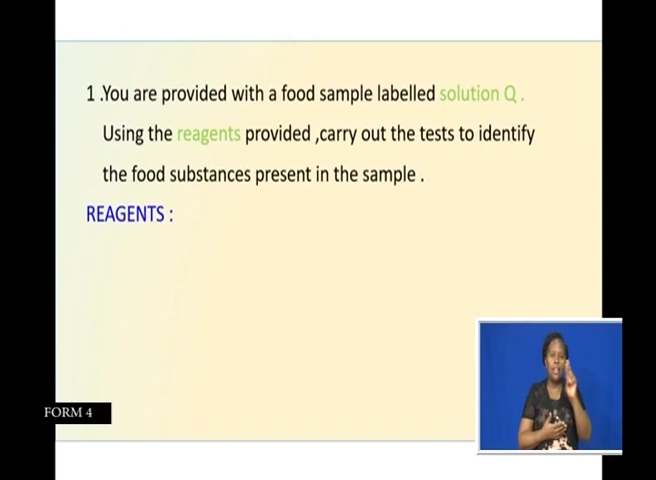 1 .You are provided with a food sample labelled solution Q .
Using the reagents provided ,carry out the tests to identify
the food substances present in the sample .
REAGENTS :
FORM 4